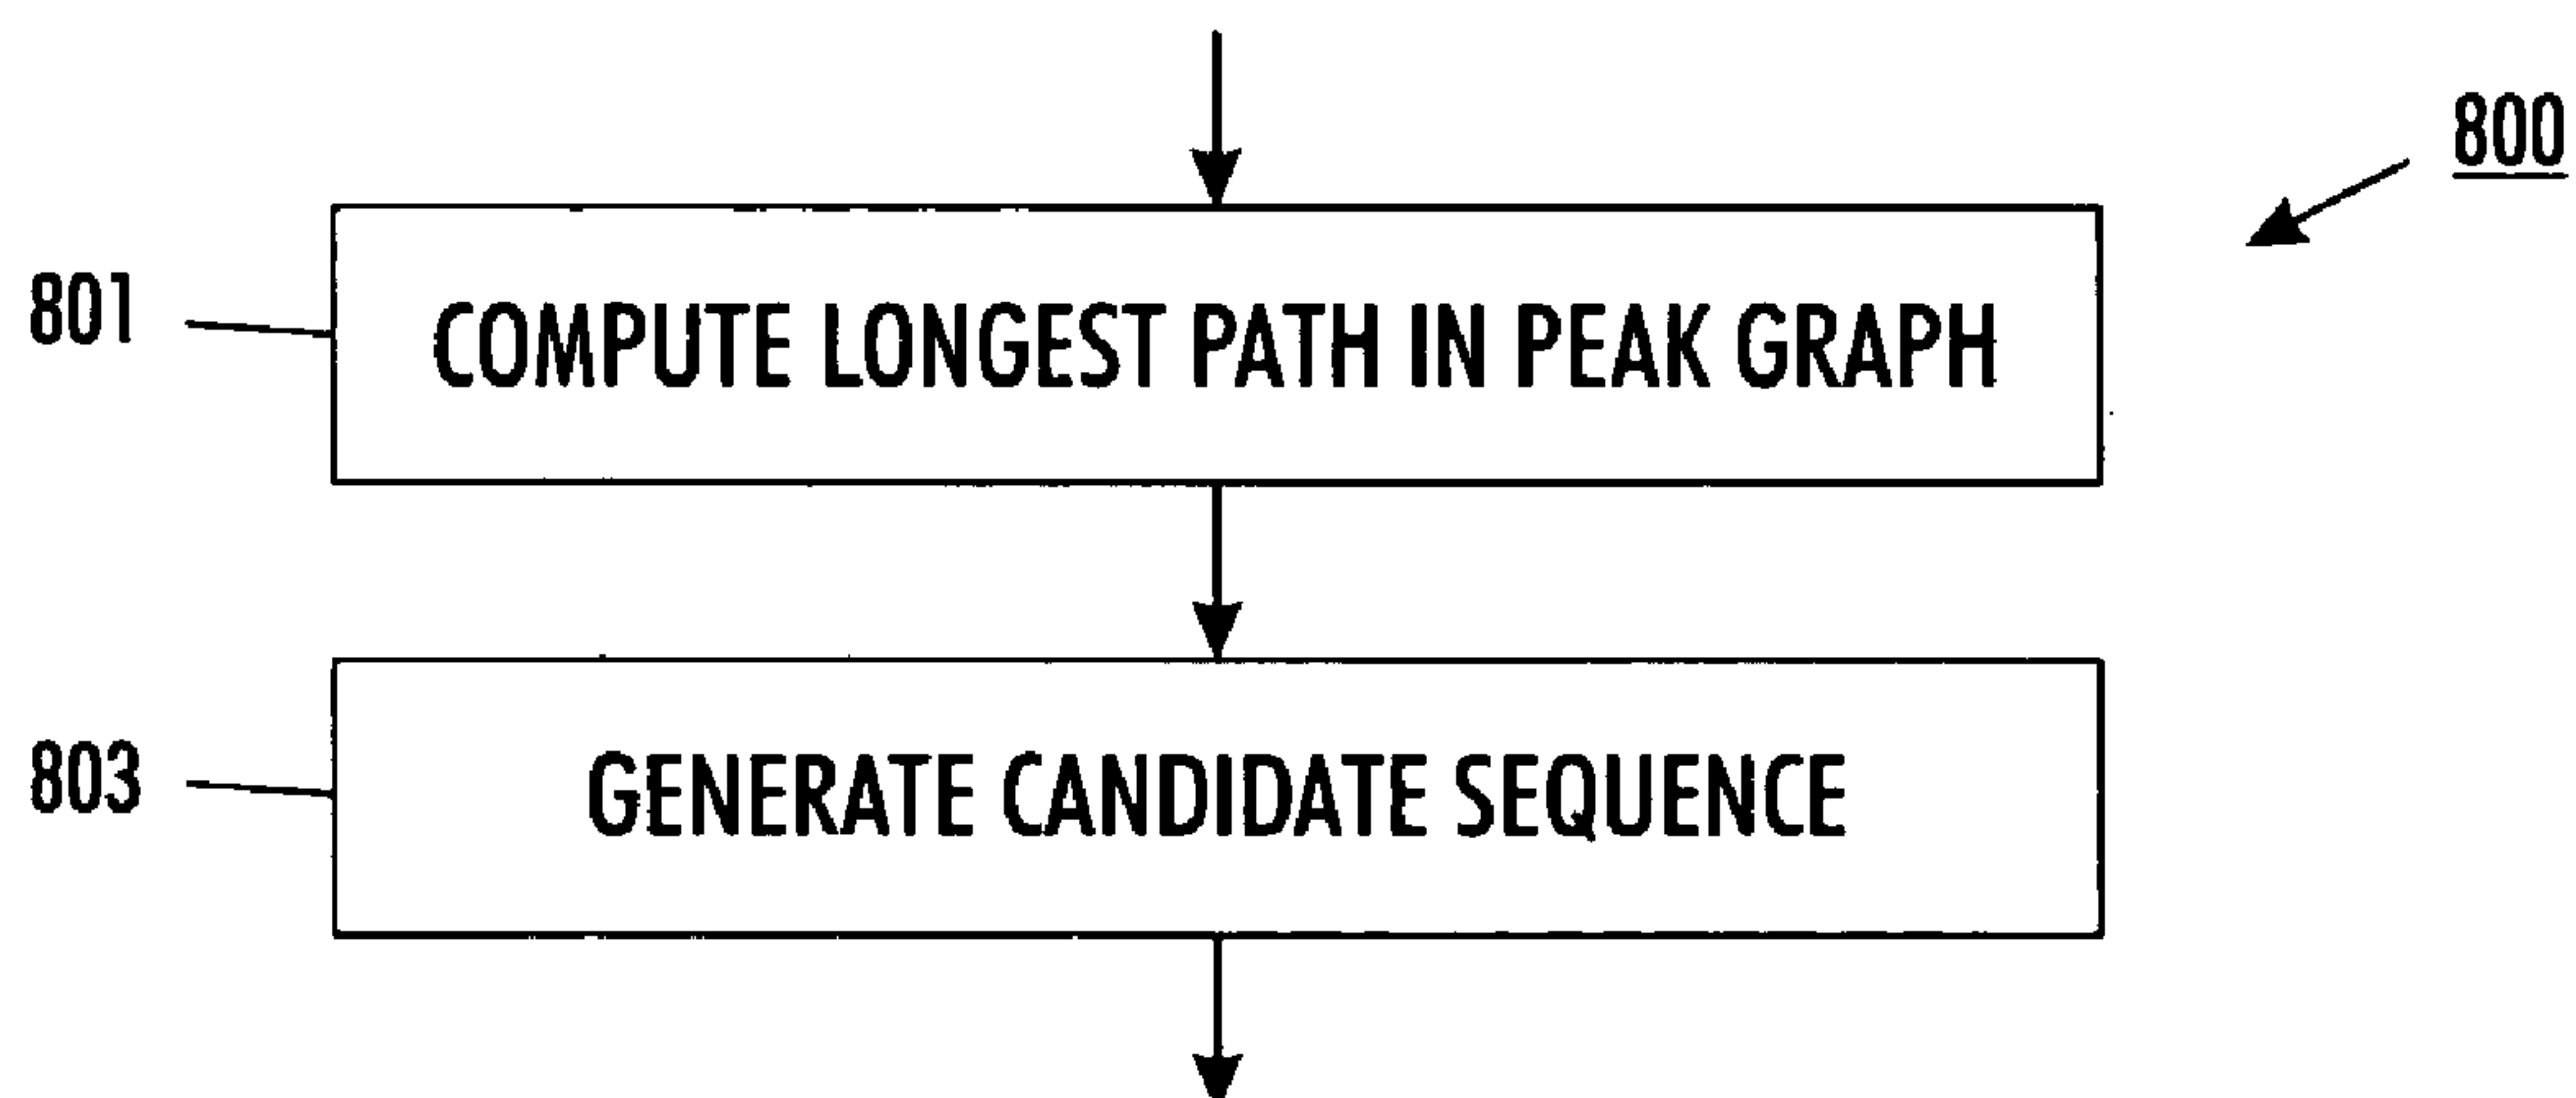 800
801
COMPUTE LONGEST PATH IN PEAK GRAPH
803
GENERATE CANDIDATE SEQUENCE